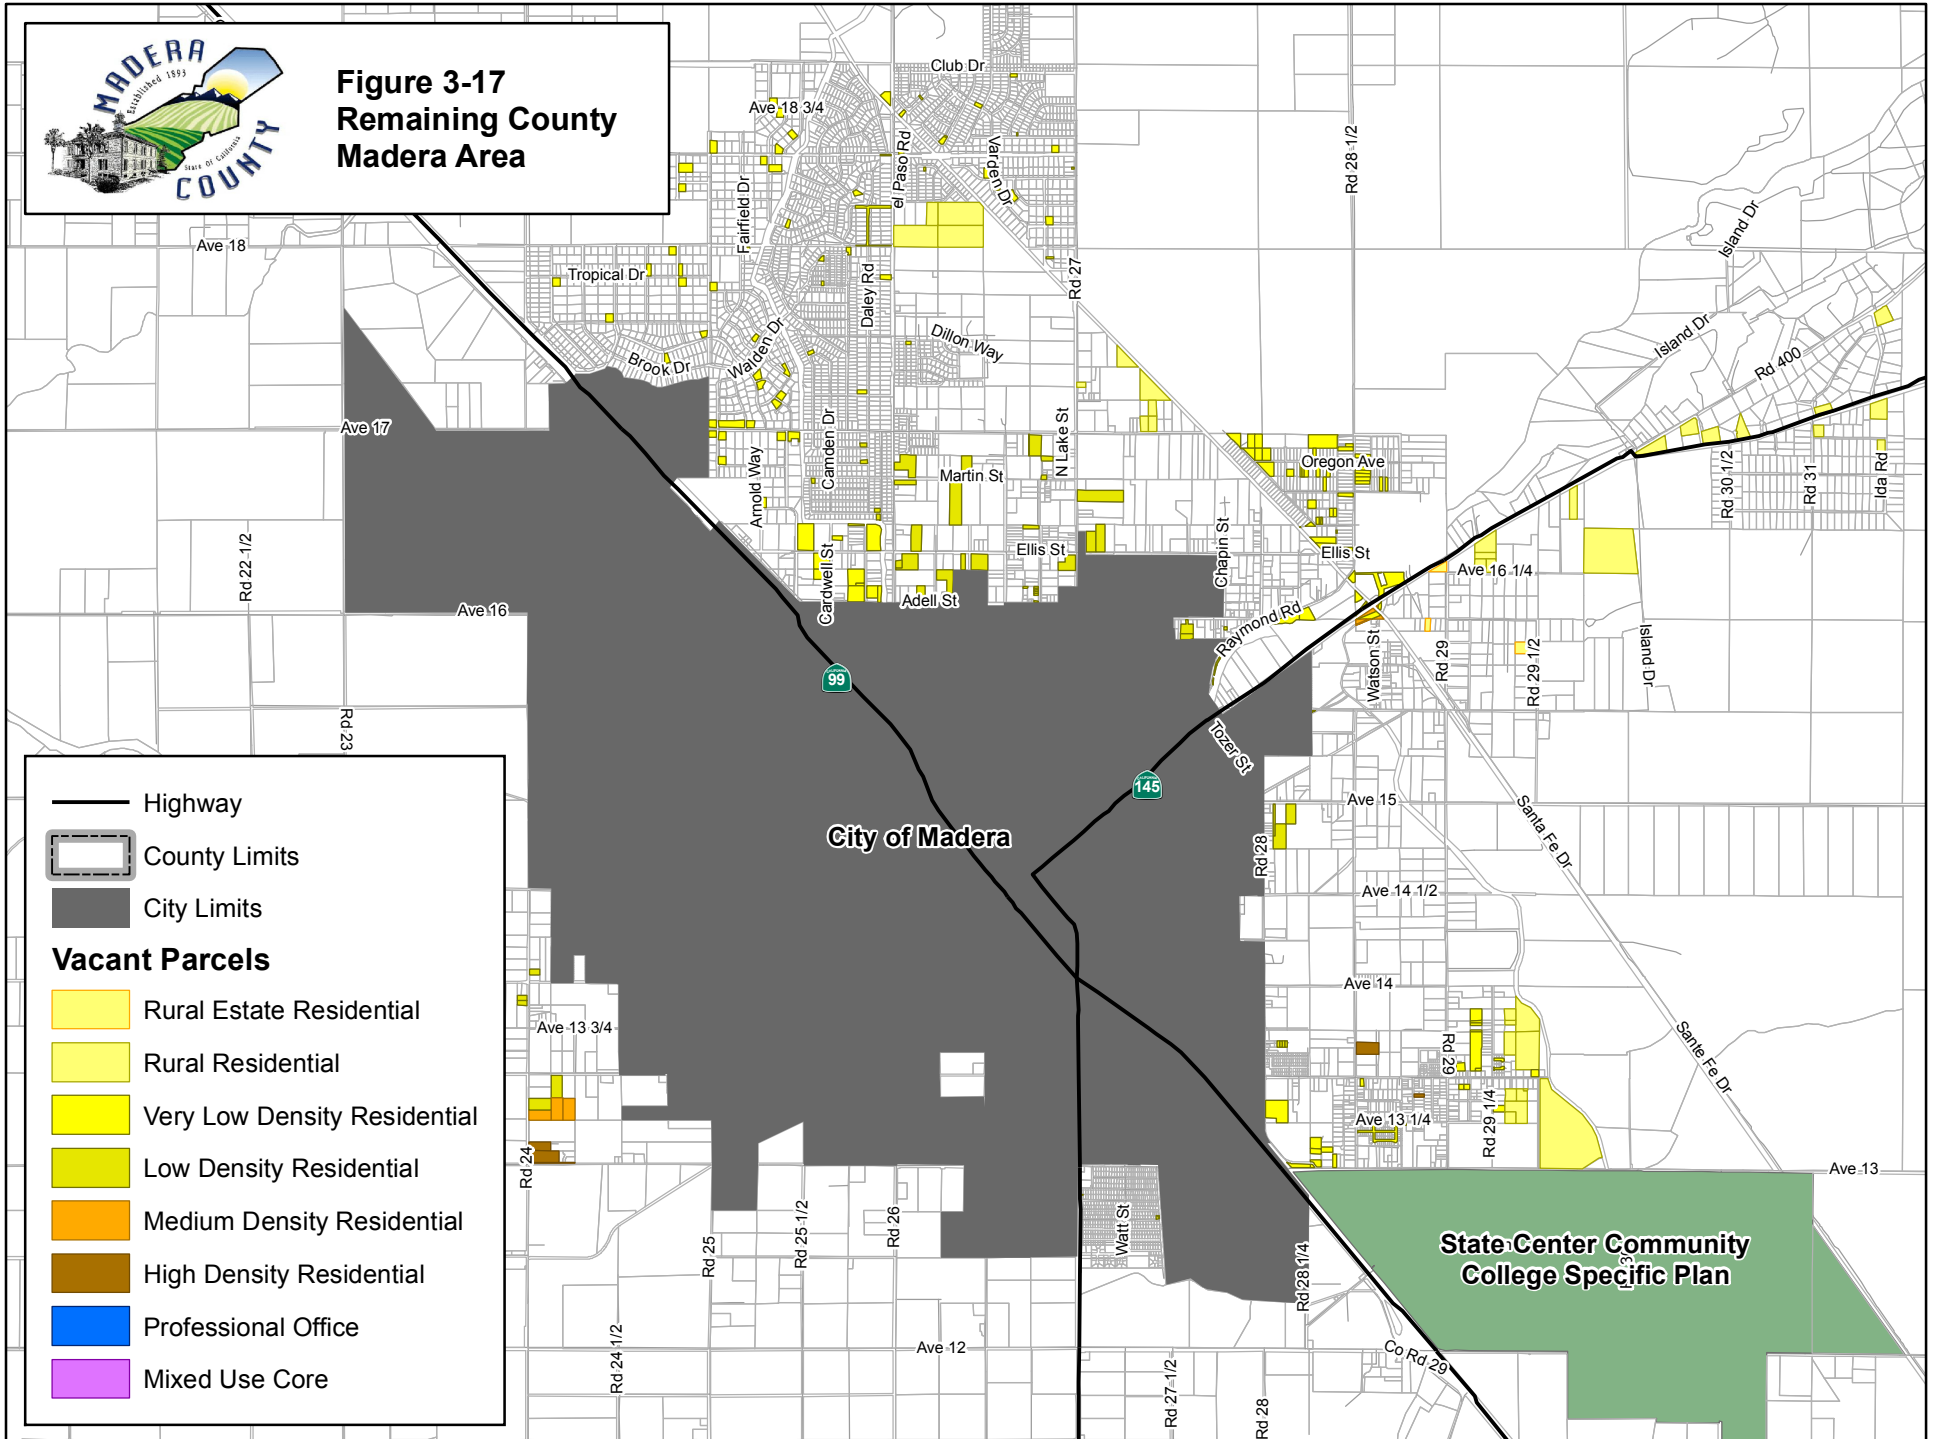 MADERA
Established 1893
State Of California
COUNTY
Figure 3-17
Remaining County
Madera Area
Club Dr
Ave 18 3/4
el Paso Rd
Varden Dr
Rd 28 1/2
Fairfield Dr
Island Dr
Ave 18
Tropical Dr
Daley Rd
Rd 27
Dillon Way
Walden Dr
Brook Dr
Island Dr
Rd 400
Ave 17
Camden Dr
N Lake St
Arnold Way
Martin St
Oregon Ave
Rd 30 1/2
Rd 31
Ida Rd
Rd 22 1/2
Cardwell St
Ellis St
Chapin St
Ellis St
Ave 16 1/4
Ave 16
Adell St
Raymond Rd
Watson St
Rd 29
Rd 29 1/2
Island Dr
CALIFORNIA
99
Rd 23
Tozer St
CALIFORNIA
145
Ave 15
Santa Fe Dr
City of Madera
Rd 28
Ave 14 1/2
Ave 14
Ave 13 3/4
Rd 29
Sante Fe Dr
Ave 13 1/4
Rd 29 1/4
Rd 24
Ave 13
Rd 25
Rd 25 1/2
Rd 26
Watt St
Rd 28 1/4
State Center Community
College Specific Plan
Rd 24 1/2
Ave 12
Rd 27 1/2
Rd 28
Co Rd 29
Highway
County Limits
City Limits
Vacant Parcels
Rural Estate Residential
Rural Residential
Very Low Density Residential
Low Density Residential
Medium Density Residential
High Density Residential
Professional Office
Mixed Use Core